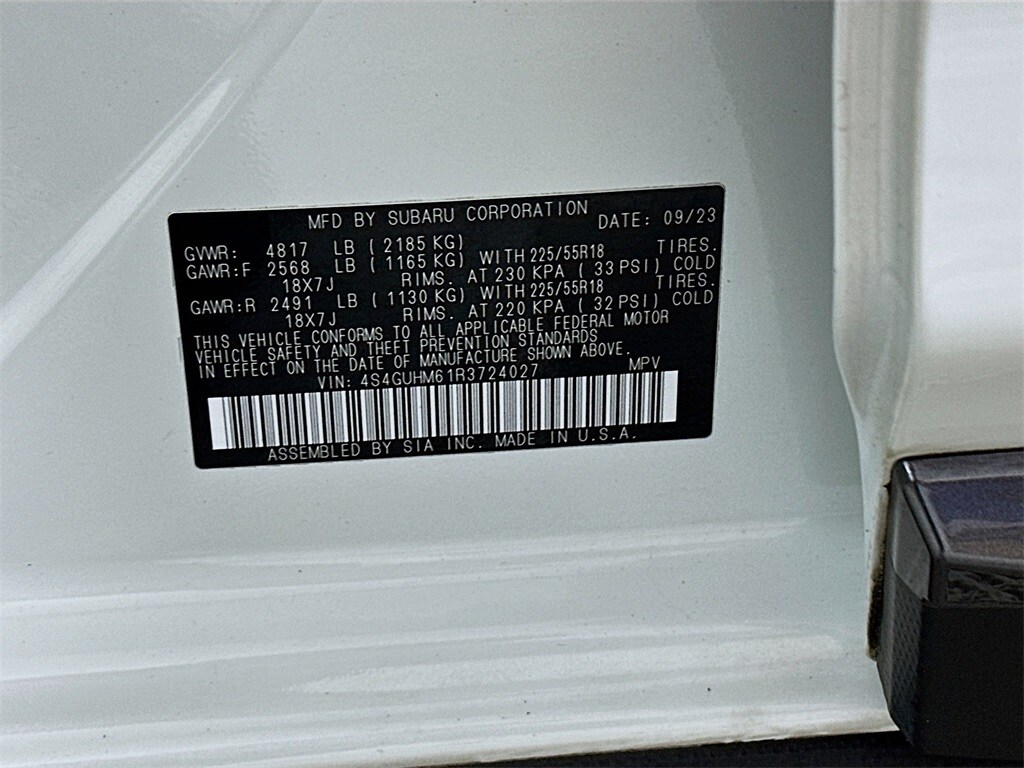 MFD BY SUBARU CORPORATION DATE: 09/23
GVWR: 4817 LB ( 2185 KG)
GAWR:F 2568 LB ( 1165 KG) WITH 225/55R18 TIRES.
18X7J RIMS. AT 230 KPA ( 33 PSI) COLD
GAWR:R 2491 LB ( 1130 KG) WITH 225/55R18 TIRES.
18X7J RIMS. AT 220 KPA ( 32 PSI) COLD
THIS VEHICLE CONFORMS TO ALL APPLICABLE FEDERAL MOTOR
VEHICLE SAFETY AND THEFT PREVENTION STANDARDS
IN EFFECT ON THE DATE OF MANUFACTURE SHOWN ABOVE.
VIN: 4S4GUHM61R3724027 MPV
ASSEMBLED BY SIA INC. MADE IN U.S.A.